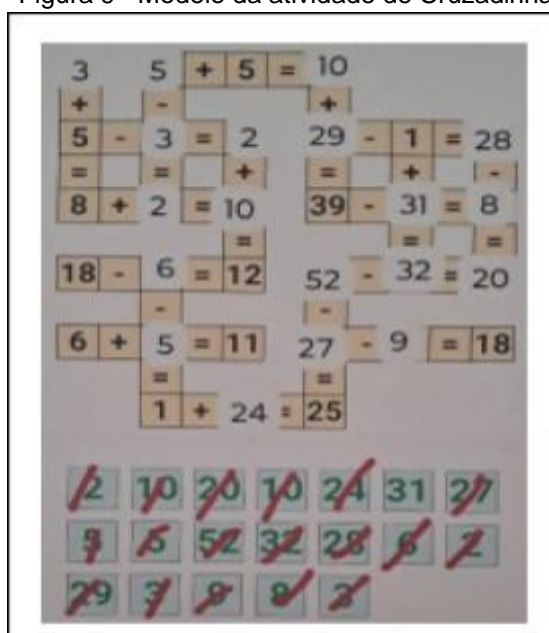 Figura 3 - Modelo da atividade de Cruzadinha
3 5 + 5 = 10
+ - +
5 - 3 = 2 29 - 1 = 28
= = + = + -
8 + 2 = 10 39 - 31 = 8
= = =
18 - 6 = 12 52 - 32 = 20
- -
6 + 5 = 11 27 - 9 = 18
= =
1 + 24 = 25
2 10 20 10 24 31 27
5 52 32 28 6 2
29 3 9 8 3